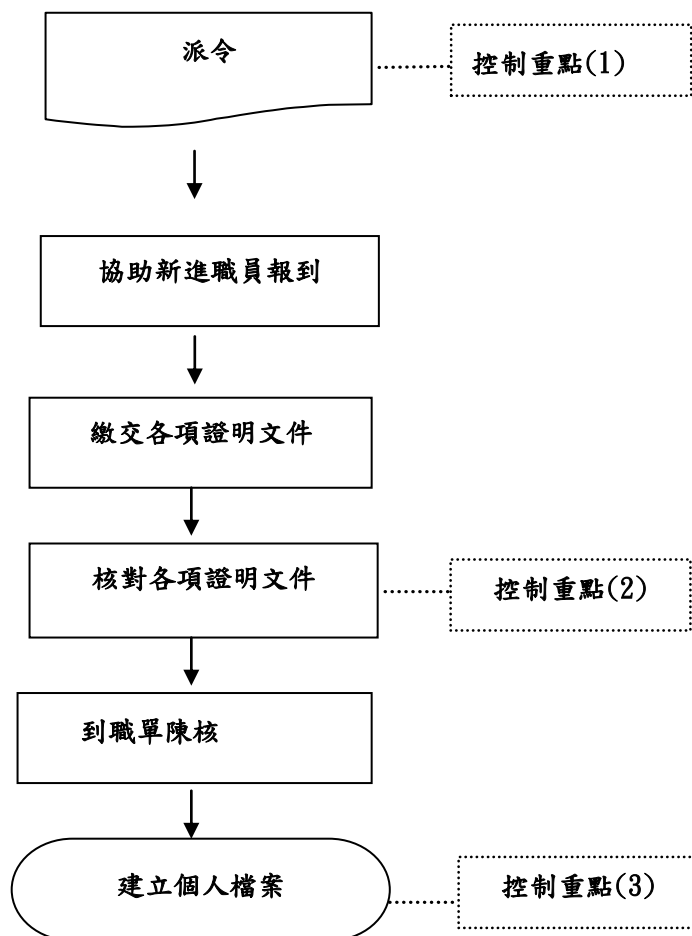 派令
控制重點(1)
協助新進職員報到
繳交各項證明文件
核對各項證明文件
控制重點(2)
到職單陳核
建立個人檔案
控制重點(3)